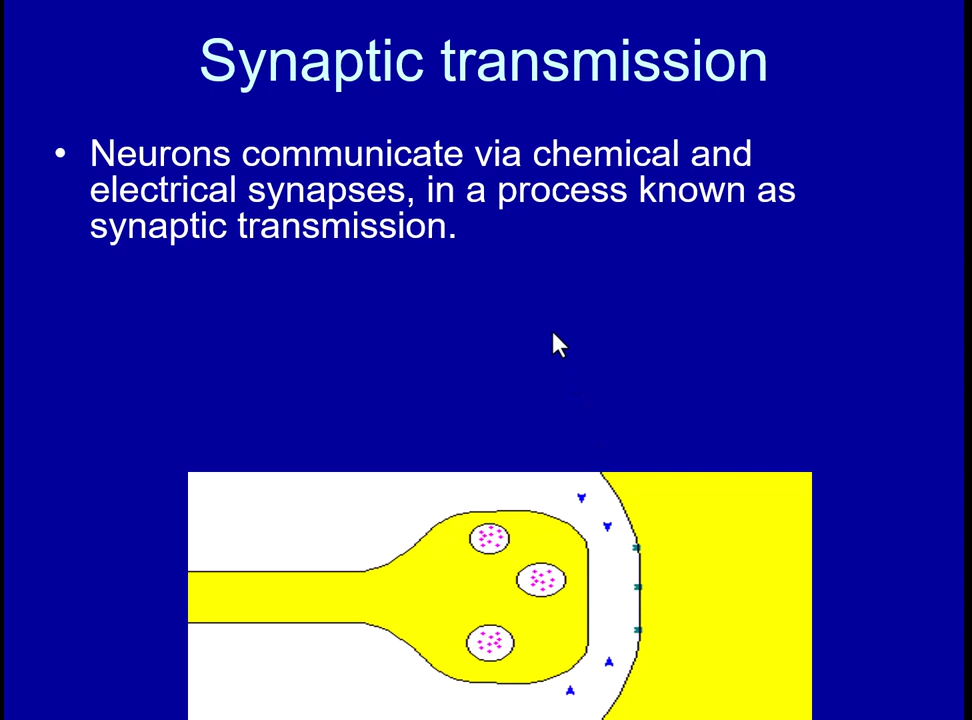 Synaptic transmission
• Neurons communicate via chemical and
electrical synapses, in a process known as
synaptic transmission.